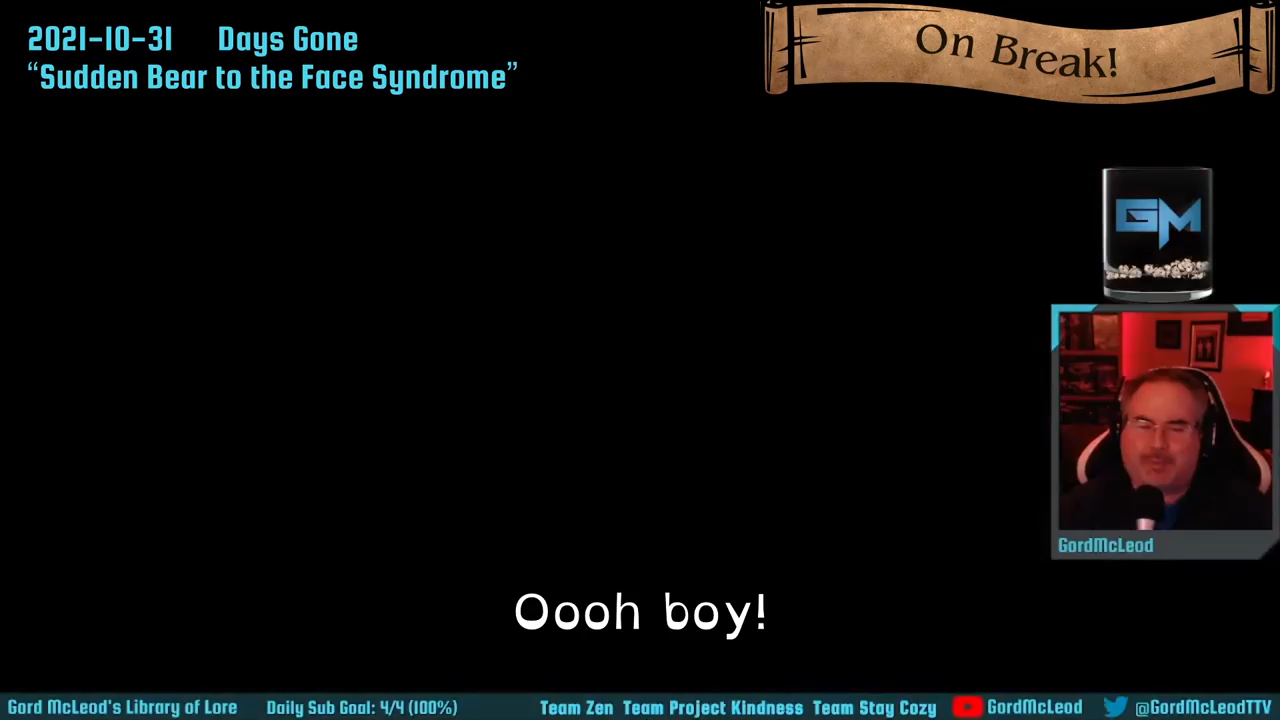 2021-10-31 Days Gone
“Sudden Bear to the Face Syndrome”
On Break!
GM
GordMcLeod
Oooh boy!
Gord McLeod's Library of Lore Daily Sub Goal: 4/4 (100%) Team Zen Team Project Kindness Team Stay Cozy GordMcLeod @GordMcLeodTTV